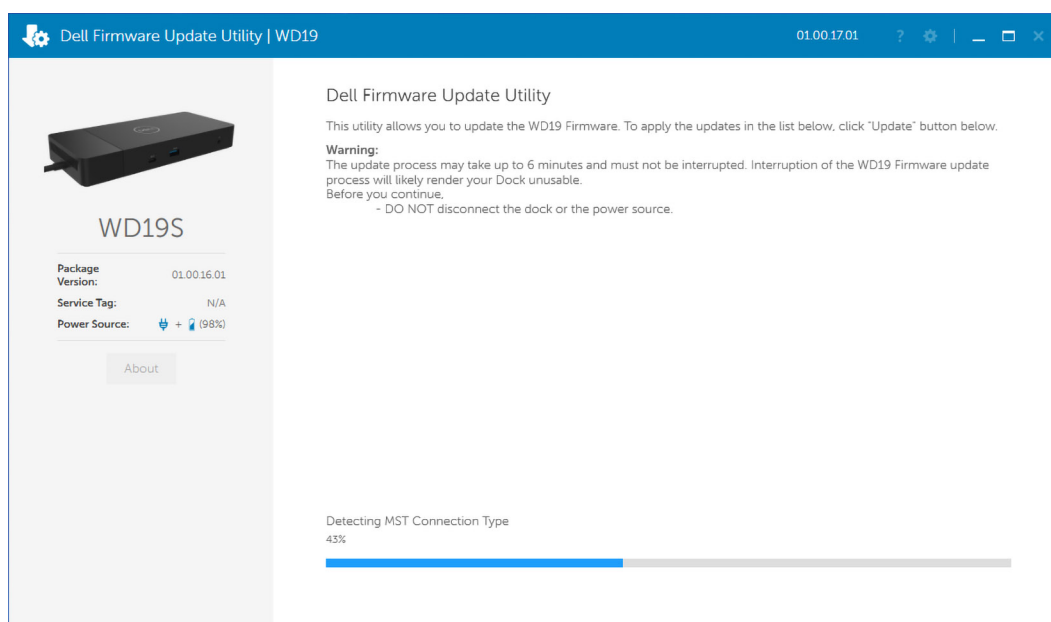 Dell Firmware Update Utility | WD19
01.00.17.01
?
WD19S
Package
Version:
01.00.16.01
Service Tag:
N/A
Power Source:
+ (98%)
About
Dell Firmware Update Utility
This utility allows you to update the WD19 Firmware. To apply the updates in the list below, click "Update" button below.
Warning:
The update process may take up to 6 minutes and must not be interrupted. Interruption of the WD19 Firmware update
process will likely render your Dock unusable.
Before you continue,
- DO NOT disconnect the dock or the power source.
Detecting MST Connection Type
43%